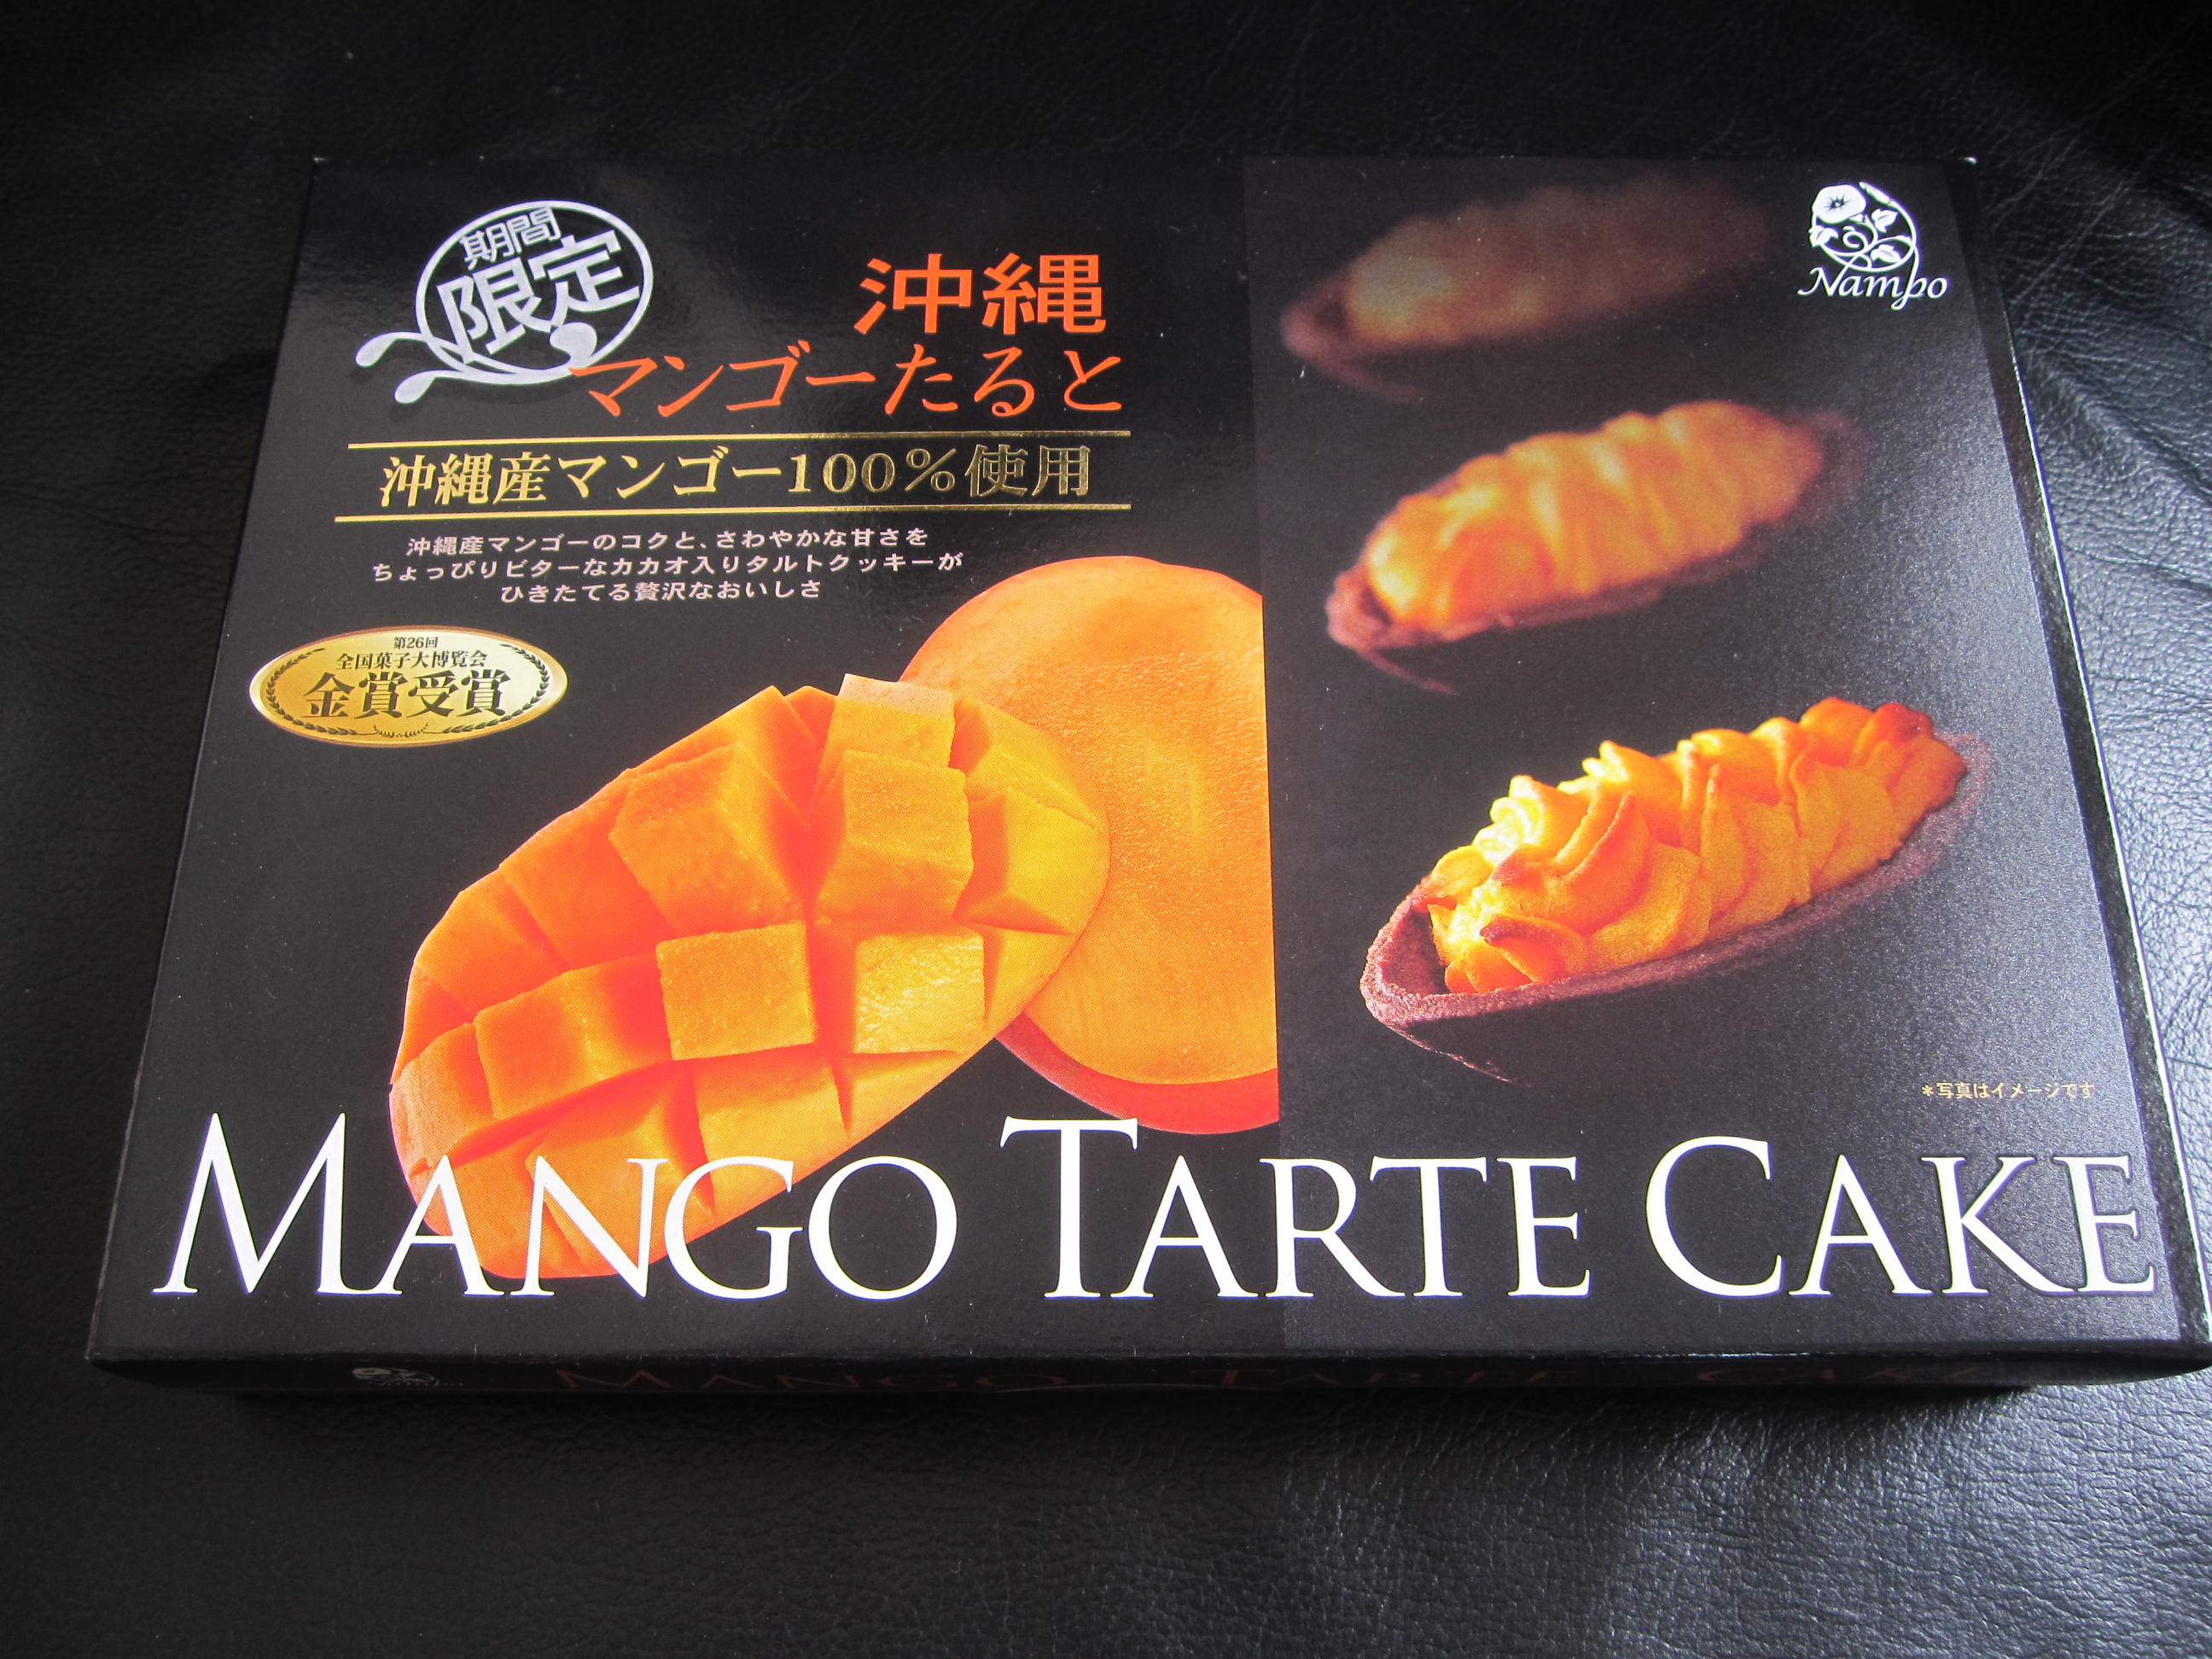 期間
限定
沖縄
マンゴーたると
沖縄産マンゴー100%使用
沖縄産マンゴーのコクと、さわやかな甘さを
ちょっぴりビターなカカオ入りタルトクッキーが
ひきたてる贅沢なおいしさ
第26回
全国菓子大博覧会
金賞受賞
Nampo
*写真はイメージです
MANGO TARTE CAKE
MANGO TARTE CAKE